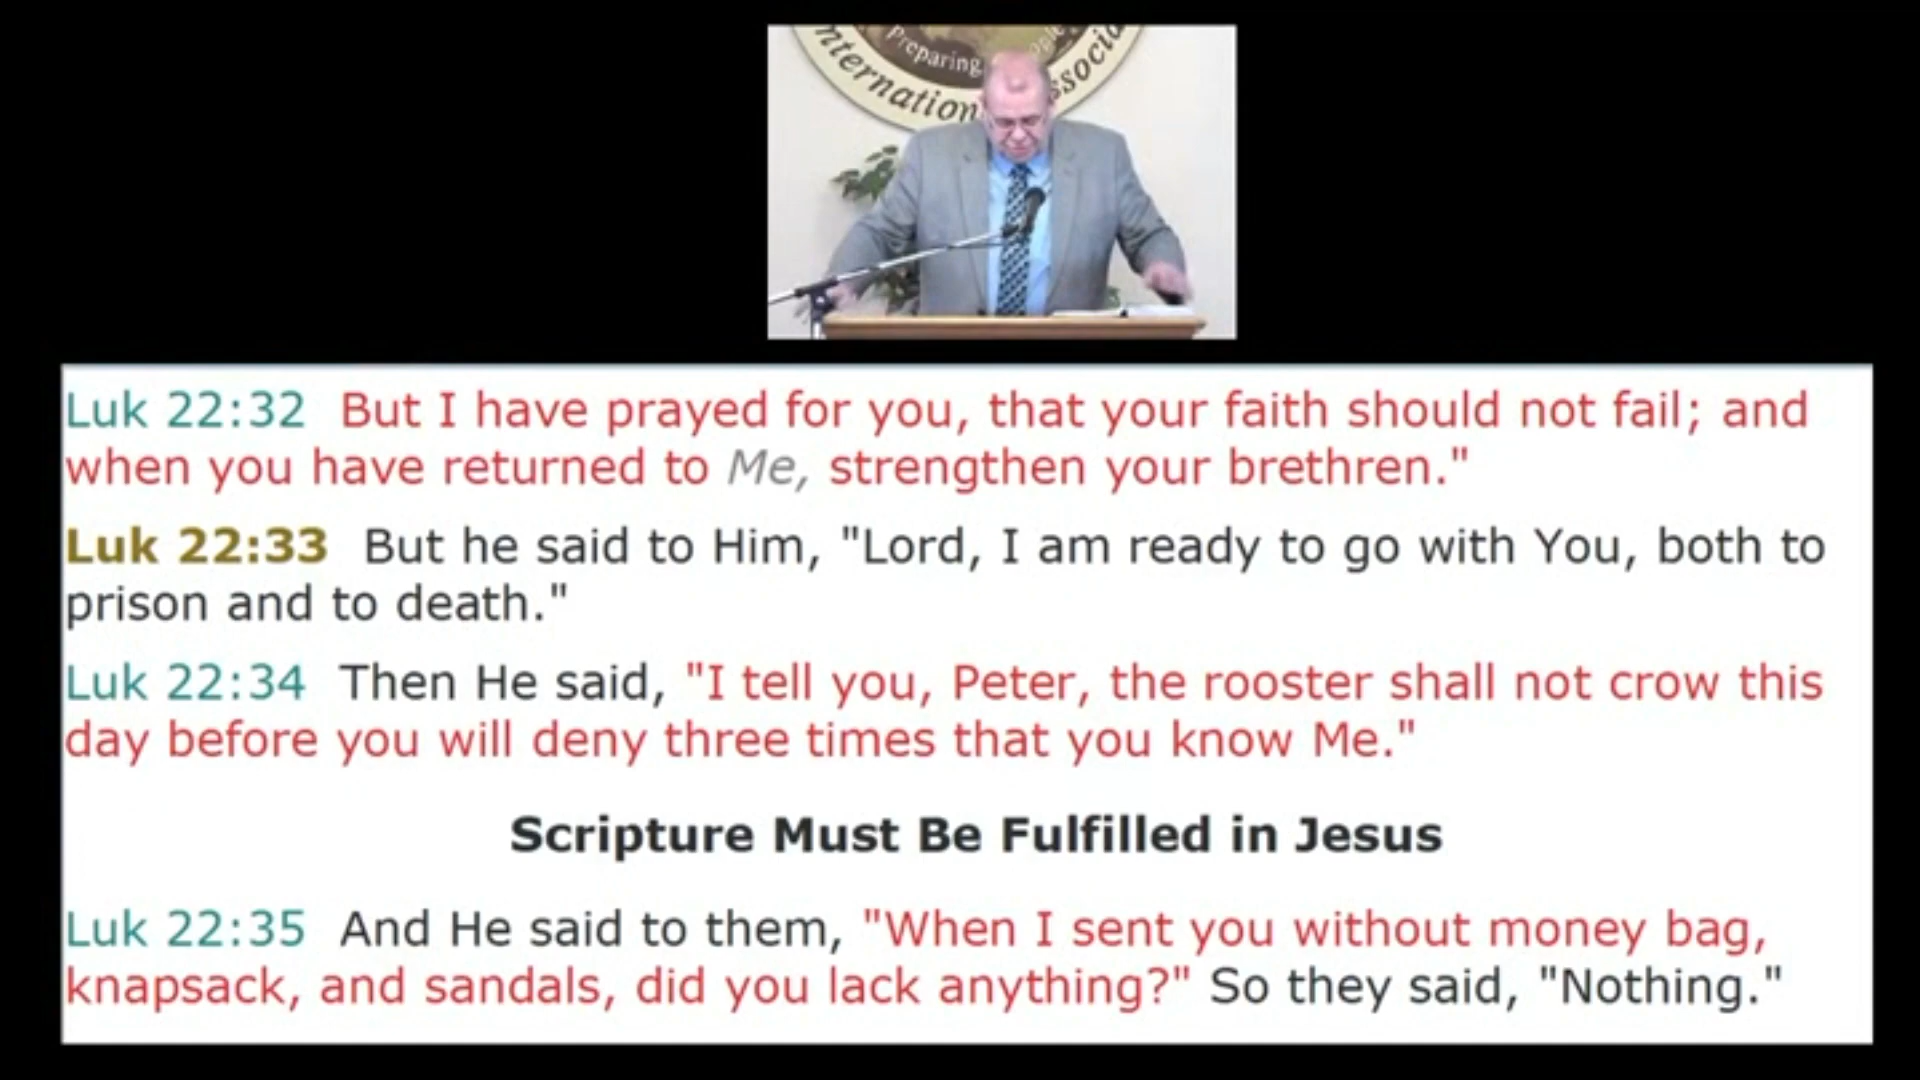 Preparing
nternation
ssocia
Luk 22:32 But I have prayed for you, that your faith should not fail; and
when you have returned to Me, strengthen your brethren."
Luk 22:33 But he said to Him, "Lord, I am ready to go with You, both to
prison and to death."
Luk 22:34 Then He said, "I tell you, Peter, the rooster shall not crow this
day before you will deny three times that you know Me."
Scripture Must Be Fulfilled in Jesus
Luk 22:35 And He said to them, "When I sent you without money bag,
knapsack, and sandals, did you lack anything?" So they said, "Nothing."